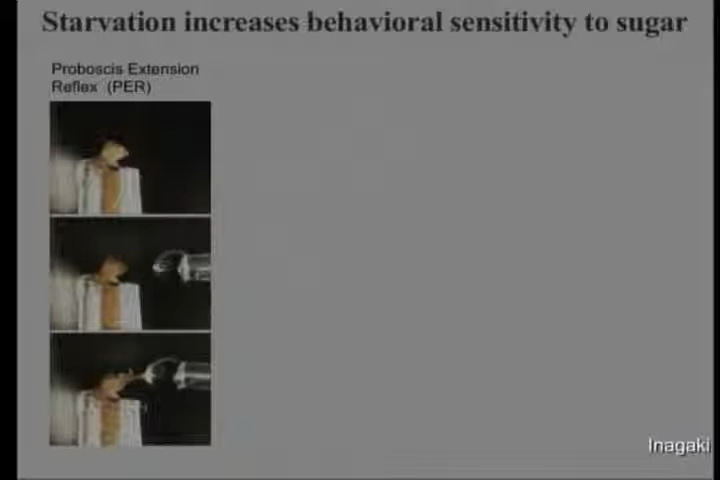 Starvation increases behavioral sensitivity to sugar
Proboscis Extension
Reflex (PER)
Inagaki